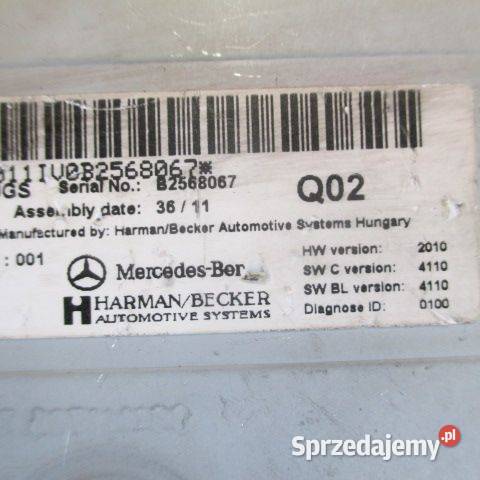 011IV0B2568067*
NGS Serial No.: B2568067
Q02
Assembly date: 36 / 11
Manufactured by: Harman/Becker Automotive Systems Hungary
: 001
HW version: 2010
SW C version: 4110
SW BL version: 4110
Diagnose ID: 0100
Mercedes-Ber
HARMAN/BECKER
AUTOMOTIVE SYSTEMS
Sprzedajemy.pl